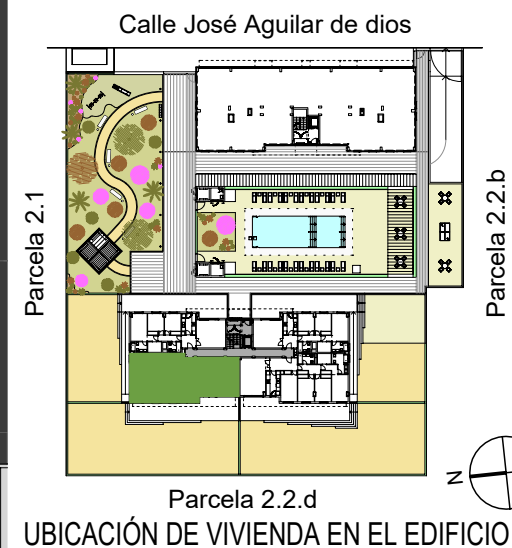 Calle José Aguilar de dios
Parcela 2.1
Parcela 2.2.b
N
Parcela 2.2.d
UBICACIÓN DE VIVIENDA EN EL EDIFICIO